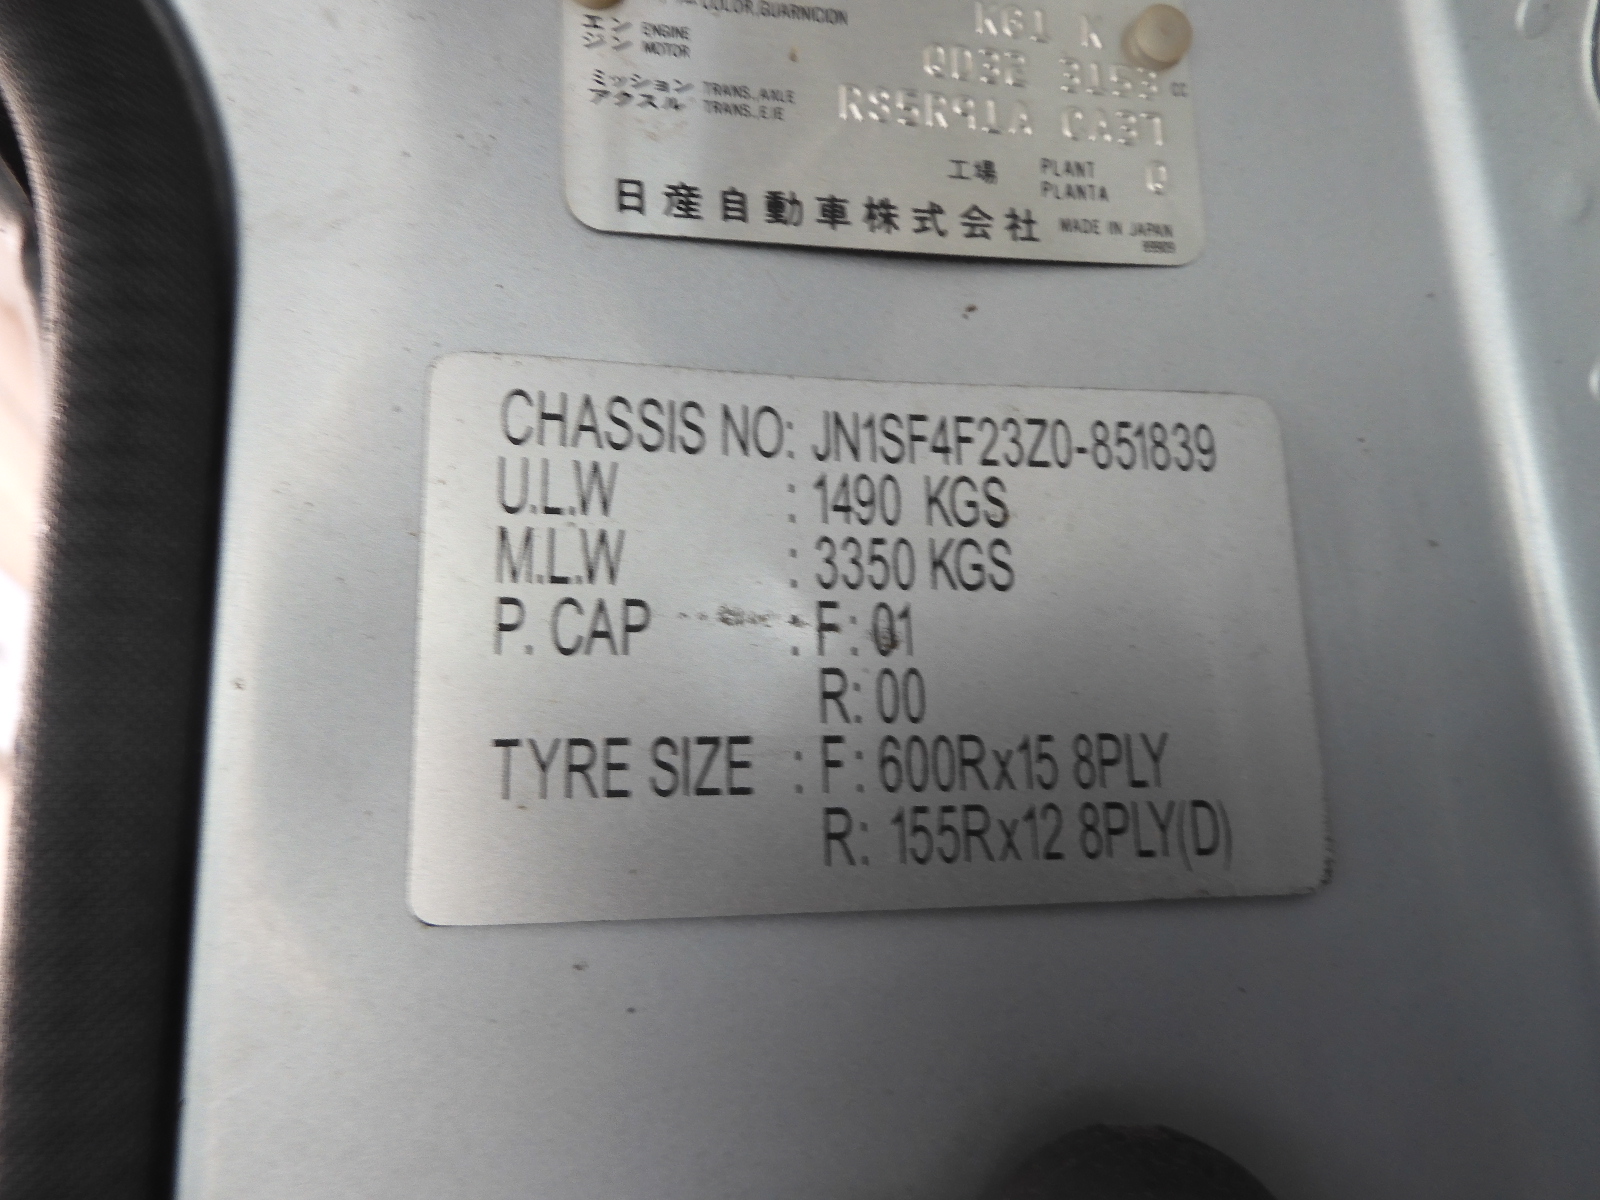 COLOR,GUARNICION KG1 K
エン ENGINE
ジン MOTOR QD32 3153 CC
ミッション TRANS.,AXLE
アクスル TRANS.,EJE RS5R91A CA37
工場 PLANT
PLANTA Q
日産自動車株式会社 MADE IN JAPAN
CHASSIS NO: JN1SF4F23Z0-851839
U.L.W : 1490 KGS
M.L.W : 3350 KGS
P. CAP : F: 01
R: 00
TYRE SIZE : F: 600Rx15 8PLY
R: 155Rx12 8PLY(D)